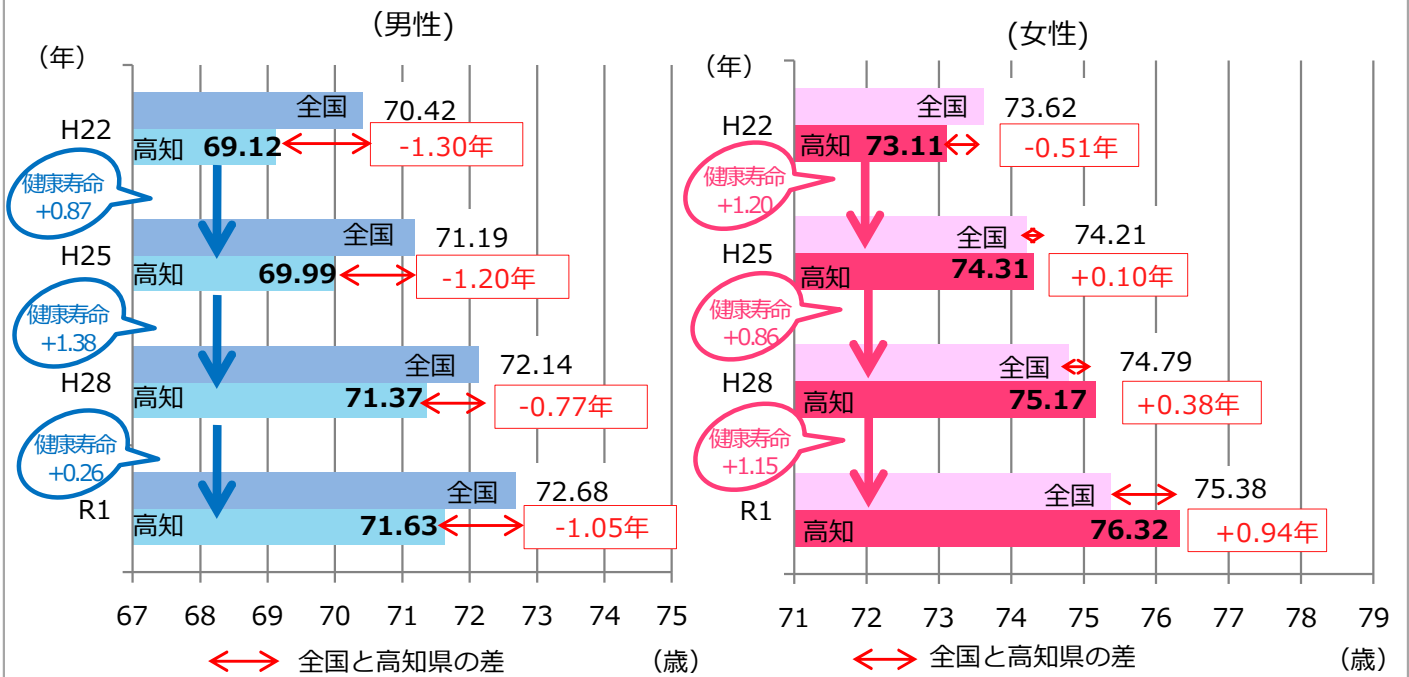 (男性)
（年）
全国 70.42
H22
高知 69.12 -1.30年
健康寿命
+0.87
全国 71.19
H25
69.99 -1.20年
健康寿命
+1.38
全国 72.14
H28
高知 71.37 -0.77年
健康寿命
+0.26
全国 72.68
R1
高知 71.63 -1.05年
67 68 69 70 71 72 73 74 75
全国と高知県の差 （歳）
(女性)
（年）
全国 73.62
H22
高知 73.11 -0.51年
健康寿命
+1.20
全国 74.21
H25
高知 74.31 +0.10年
健康寿命
+0.86
全国 74.79
H28
高知 75.17 +0.38年
健康寿命
+1.15
全国 75.38
R1
高知 76.32 +0.94年
71 72 73 74 75 76 77 78 79
全国と高知県の差 （歳）